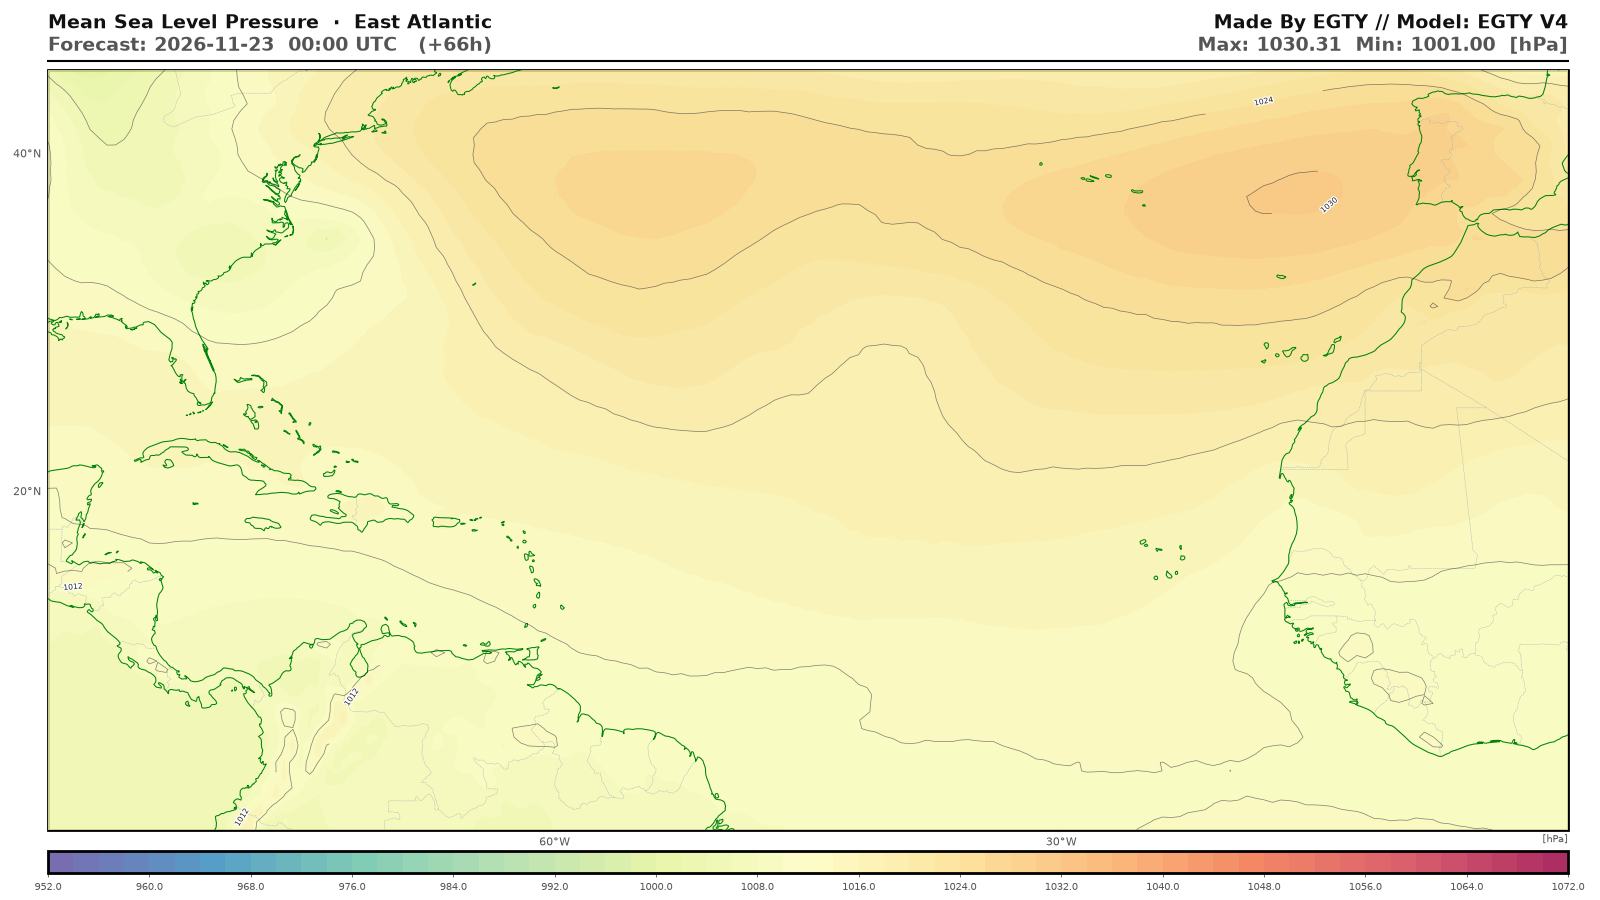 Mean Sea Level Pressure · East Atlantic
Made By EGTY // Model: EGTY V4
Forecast: 2026-11-23 00:00 UTC (+66h)
Max: 1030.31 Min: 1001.00 [hPa]
1024
40°N
1030
20°N
1012
1012
1012
60°W
30°W
[hPa]
952.0 960.0 968.0 976.0 984.0 992.0 1000.0 1008.0 1016.0 1024.0 1032.0 1040.0 1048.0 1056.0 1064.0 1072.0